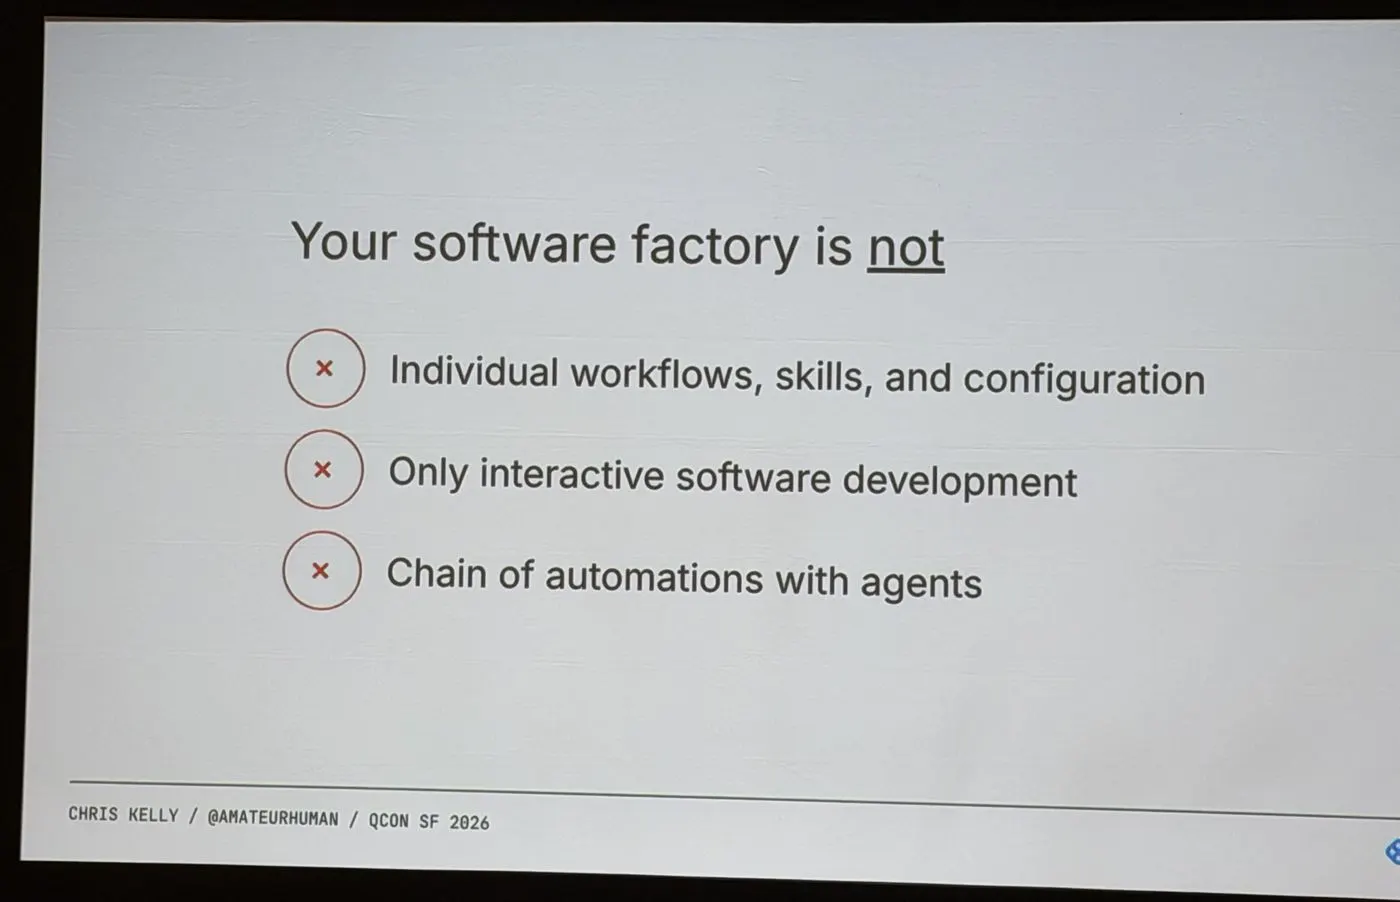 Your software factory is not
× Individual workflows, skills, and configuration
× Only interactive software development
× Chain of automations with agents
CHRIS KELLY / @AMATEURHUMAN / QCON SF 2026